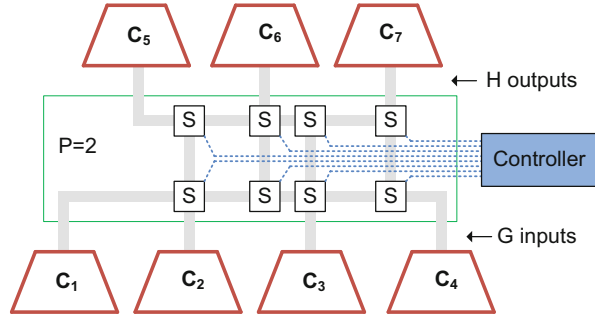 C5 C6 C7
H outputs
S S S S
P=2
Controller
S S S S
G inputs
C1 C2 C3 C4